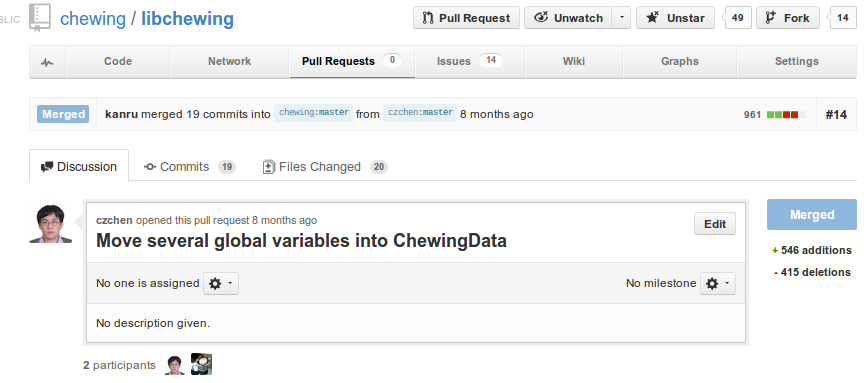 BLIC chewing / libchewing Pull Request Unwatch Unstar 49 Fork 14
Code Network Pull Requests 0 Issues 14 Wiki Graphs Settings
Merged kanru merged 19 commits into chewing:master from czchen:master 8 months ago 961 #14
Discussion Commits 19 Files Changed 20
czchen opened this pull request 8 months ago Edit Merged
Move several global variables into ChewingData
+ 546 additions
- 415 deletions
No one is assigned No milestone
No description given.
2 participants